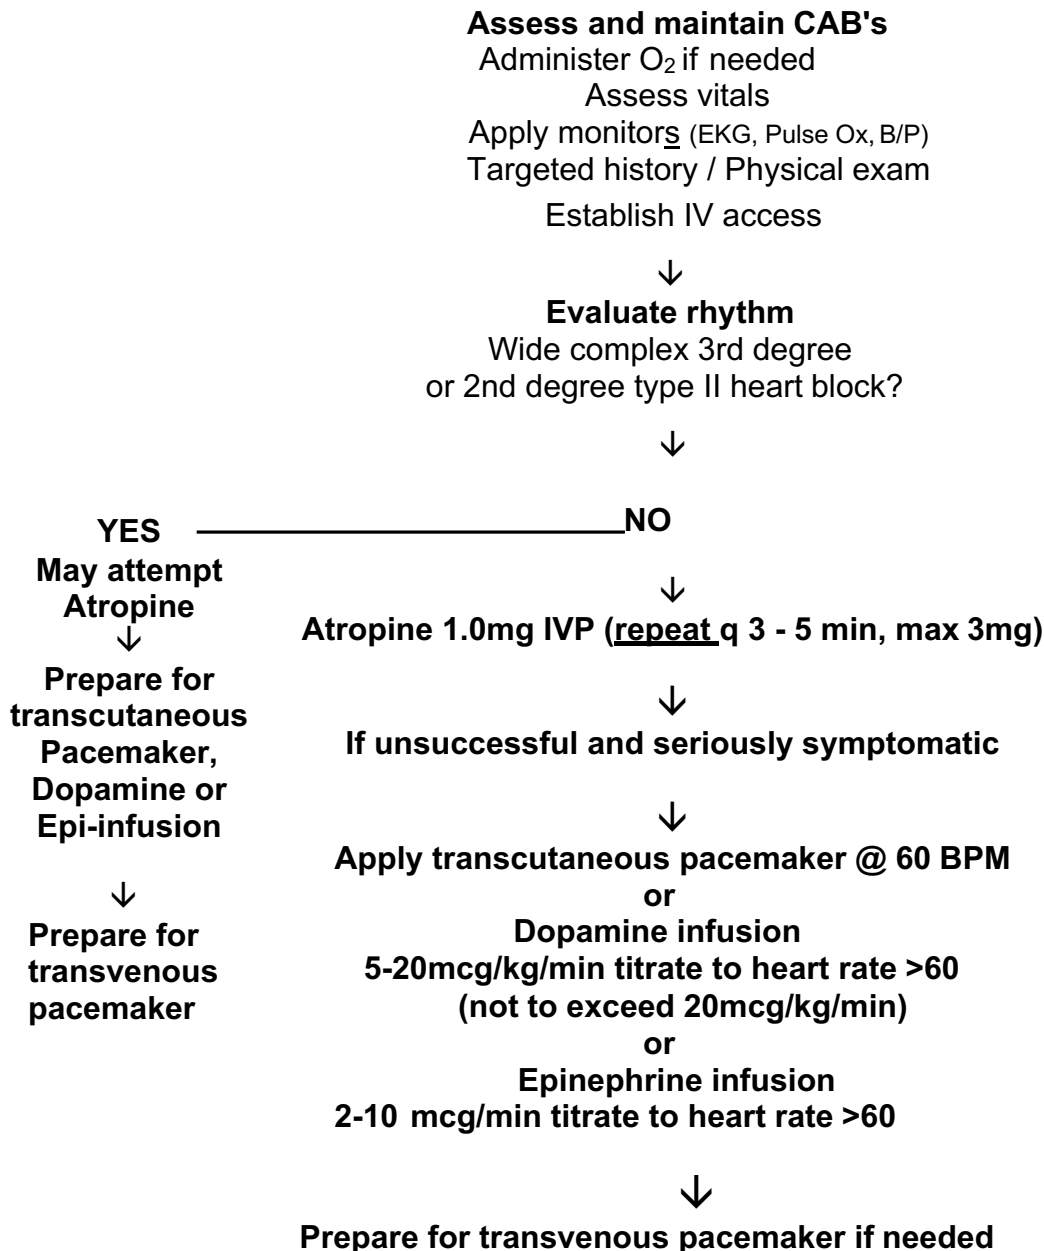 Assess and maintain CAB's
Administer O₂ if needed
Assess vitals
Apply monitors (EKG, Pulse Ox, B/P)
Targeted history / Physical exam
Establish IV access
↓
Evaluate rhythm
Wide complex 3rd degree
or 2nd degree type II heart block?
↓
YES
May attempt
Atropine
↓
Prepare for
transcutaneous
Pacemaker,
Dopamine or
Epi-infusion
↓
Prepare for
transvenous
pacemaker
NO
↓
Atropine 1.0mg IVP (repeat q 3 - 5 min, max 3mg)
↓
If unsuccessful and seriously symptomatic
↓
Apply transcutaneous pacemaker @ 60 BPM
or
Dopamine infusion
5-20mcg/kg/min titrate to heart rate >60
(not to exceed 20mcg/kg/min)
or
Epinephrine infusion
2-10 mcg/min titrate to heart rate >60
↓
Prepare for transvenous pacemaker if needed